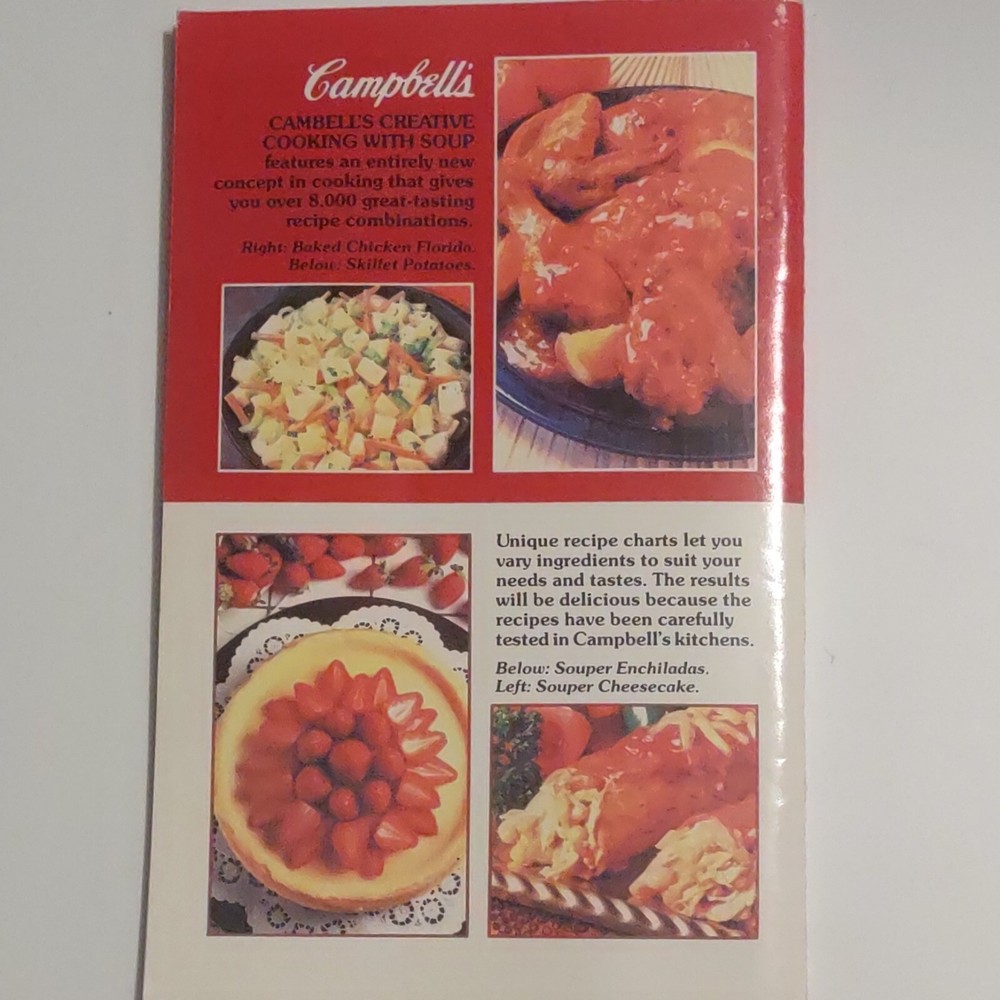 Campbell's
CAMBELL'S CREATIVE
COOKING WITH SOUP
features an entirely new
concept in cooking that gives
you over 8,000 great-tasting
recipe combinations.
Right: Baked Chicken Florida.
Below: Skillet Potatoes.
Unique recipe charts let you
vary ingredients to suit your
needs and tastes. The results
will be delicious because the
recipes have been carefully
tested in Campbell's kitchens.
Below: Souper Enchiladas.
Left: Souper Cheesecake.